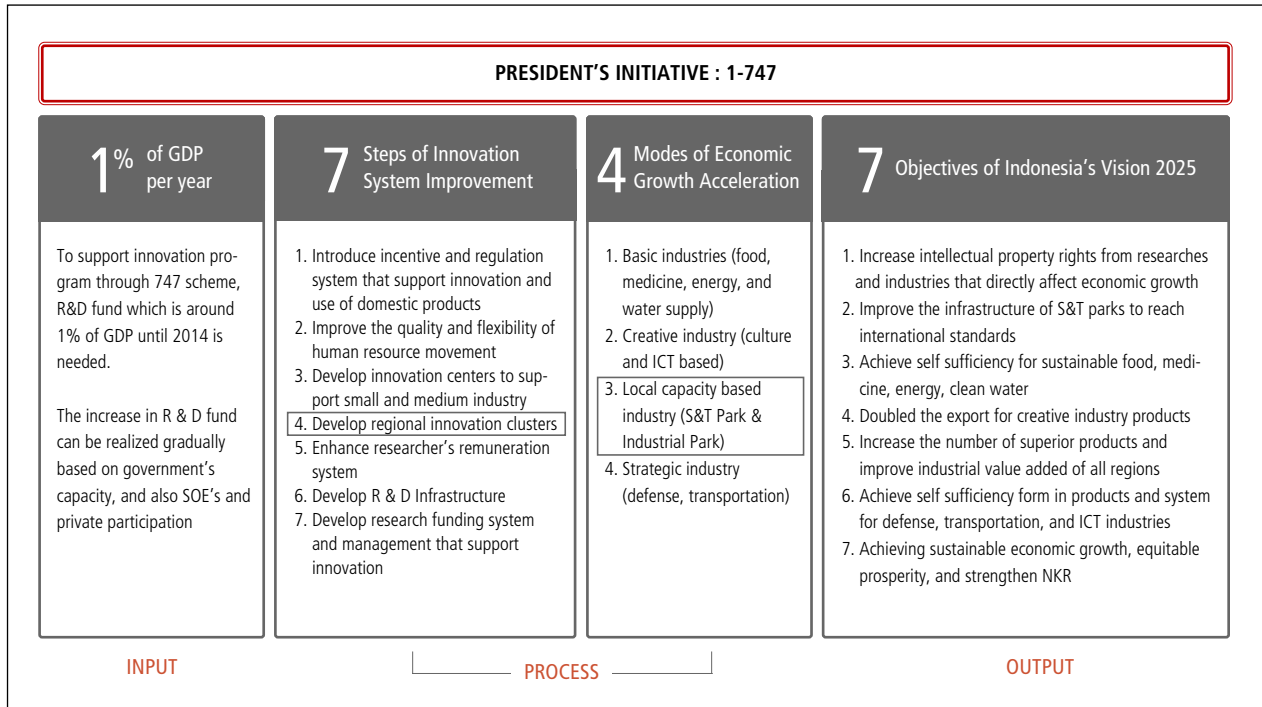 PRESIDENT'S INITIATIVE : 1-747
1% of GDP
per year
To support innovation pro-
gram through 747 scheme,
R&D fund which is around
1% of GDP until 2014 is
needed.
The increase in R & D fund
can be realized gradually
based on government's
capacity, and also SOE's and
private participation
7 Steps of Innovation
System Improvement
1. Introduce incentive and regulation
system that support innovation and
use of domestic products
2. Improve the quality and flexibility of
human resource movement
3. Develop innovation centers to sup-
port small and medium industry
4. Develop regional innovation clusters
5. Enhance researcher's remuneration
system
6. Develop R & D Infrastructure
7. Develop research funding system
and management that support
innovation
4 Modes of Economic
Growth Acceleration
1. Basic industries (food,
medicine, energy, and
water supply)
2. Creative industry (culture
and ICT based)
3. Local capacity based
industry (S&T Park &
Industrial Park)
4. Strategic industry
(defense, transportation)
7 Objectives of Indonesia's Vision 2025
1. Increase intellectual property rights from researches
and industries that directly affect economic growth
2. Improve the infrastructure of S&T parks to reach
international standards
3. Achieve self sufficiency for sustainable food, medi-
cine, energy, clean water
4. Doubled the export for creative industry products
5. Increase the number of superior products and
improve industrial value added of all regions
6. Achieve self sufficiency form in products and system
for defense, transportation, and ICT industries
7. Achieving sustainable economic growth, equitable
prosperity, and strengthen NKR
INPUT
PROCESS
OUTPUT